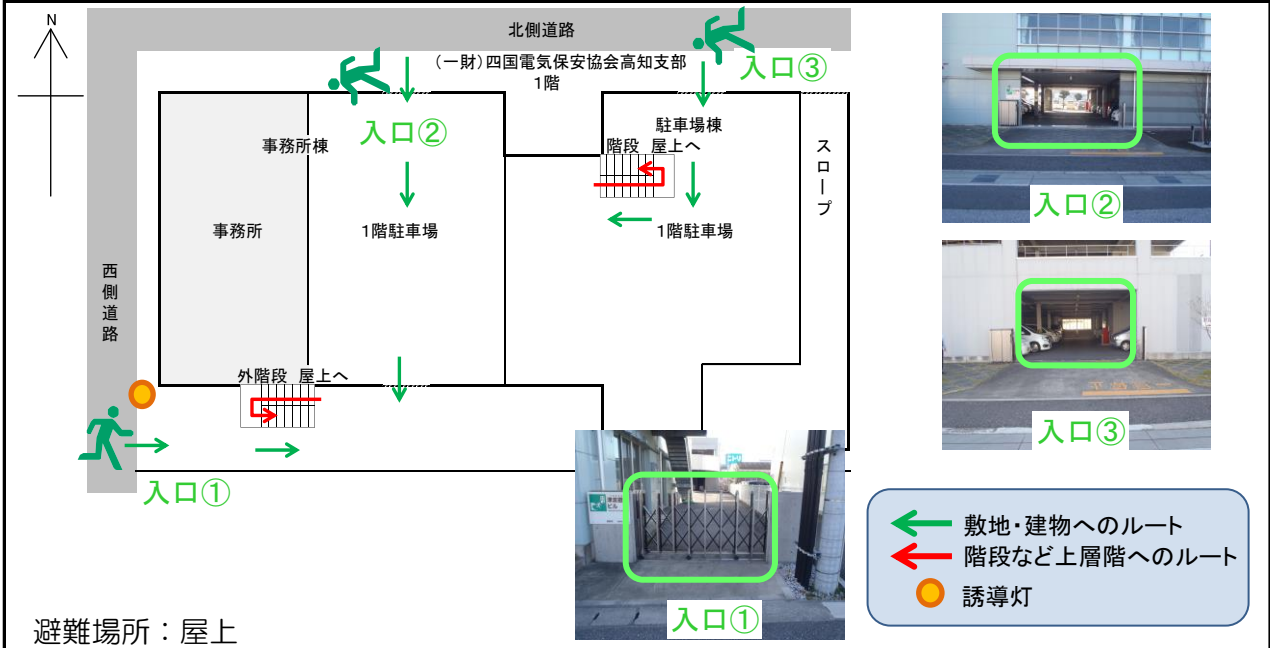 N
北側道路
(一財)四国電気保安協会高知支部
1階
入口③
入口②
事務所棟
駐車場棟
階段 屋上へ
スロープ
事務所
1階駐車場
1階駐車場
西側道路
外階段 屋上へ
入口①
入口②
入口③
入口①
敷地・建物へのルート
階段など上層階へのルート
誘導灯
避難場所：屋上